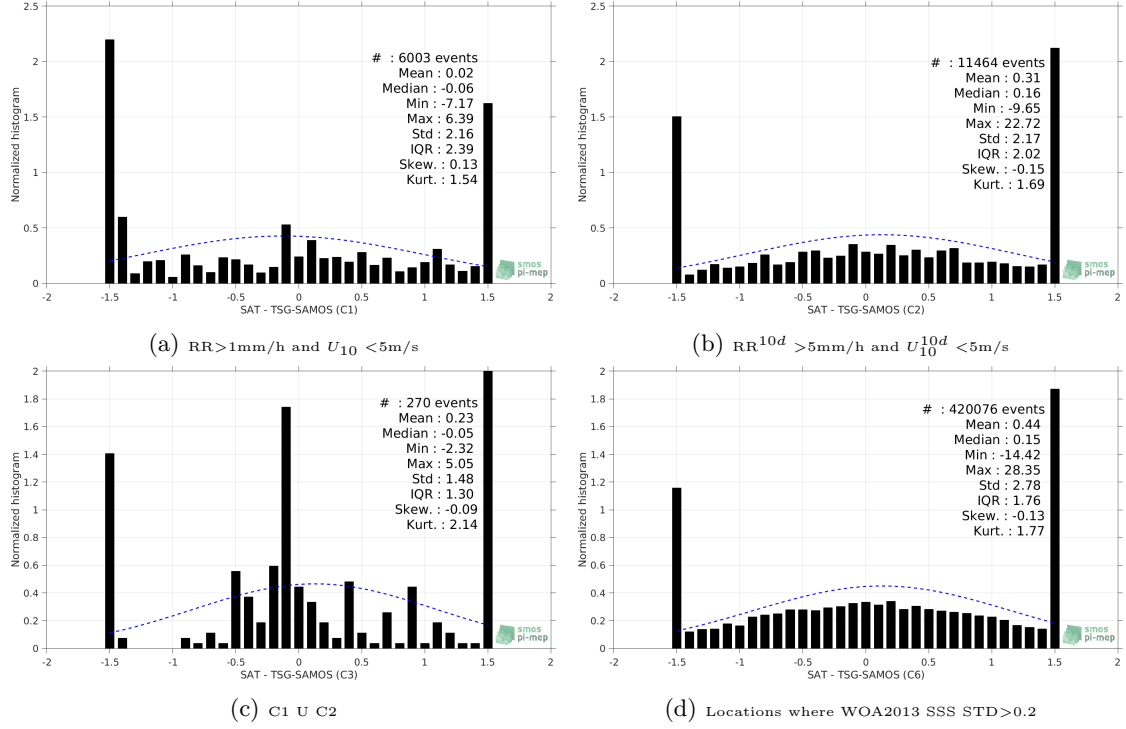 2.5
2
1.5
1
0.5
0
Normalized histogram
# : 6003 events
Mean : 0.02
Median : -0.06
Min : -7.17
Max : 6.39
Std : 2.16
IQR : 2.39
Skew. : 0.13
Kurt. : 1.54
smos
pi-mep
-2 -1.5 -1 -0.5 0 0.5 1 1.5 2
SAT - TSG-SAMOS (C1)
(a) RR>1mm/h and U10 <5m/s
2.5
2
1.5
1
0.5
0
Normalized histogram
# : 11464 events
Mean : 0.31
Median : 0.16
Min : -9.65
Max : 22.72
Std : 2.17
IQR : 2.02
Skew. : -0.15
Kurt. : 1.69
smos
pi-mep
-2 -1.5 -1 -0.5 0 0.5 1 1.5 2
SAT - TSG-SAMOS (C2)
(b) RR^10d >5mm/h and U10^10d <5m/s
2
1.8
1.6
1.4
1.2
1
0.8
0.6
0.4
0.2
0
Normalized histogram
# : 270 events
Mean : 0.23
Median : -0.05
Min : -2.32
Max : 5.05
Std : 1.48
IQR : 1.30
Skew. : -0.09
Kurt. : 2.14
smos
pi-mep
-2 -1.5 -1 -0.5 0 0.5 1 1.5 2
SAT - TSG-SAMOS (C3)
(c) C1 U C2
2
1.8
1.6
1.4
1.2
1
0.8
0.6
0.4
0.2
0
Normalized histogram
# : 420076 events
Mean : 0.44
Median : 0.15
Min : -14.42
Max : 28.35
Std : 2.78
IQR : 1.76
Skew. : -0.13
Kurt. : 1.77
smos
pi-mep
-2 -1.5 -1 -0.5 0 0.5 1 1.5 2
SAT - TSG-SAMOS (C6)
(d) Locations where WOA2013 SSS STD>0.2